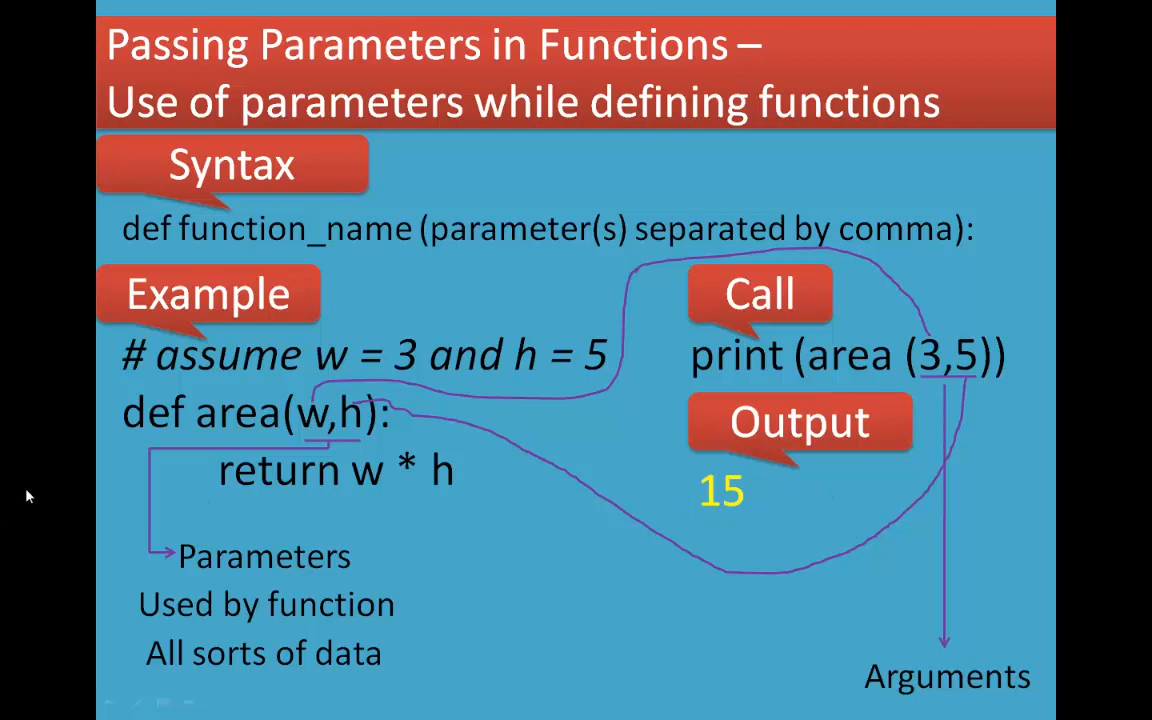 Passing Parameters in Functions –
Use of parameters while defining functions
Syntax
def function_name (parameter(s) separated by comma):
Example
# assume w = 3 and h = 5
def area(w,h):
return w * h
Parameters
Used by function
All sorts of data
Call
print (area (3,5))
Output
15
Arguments